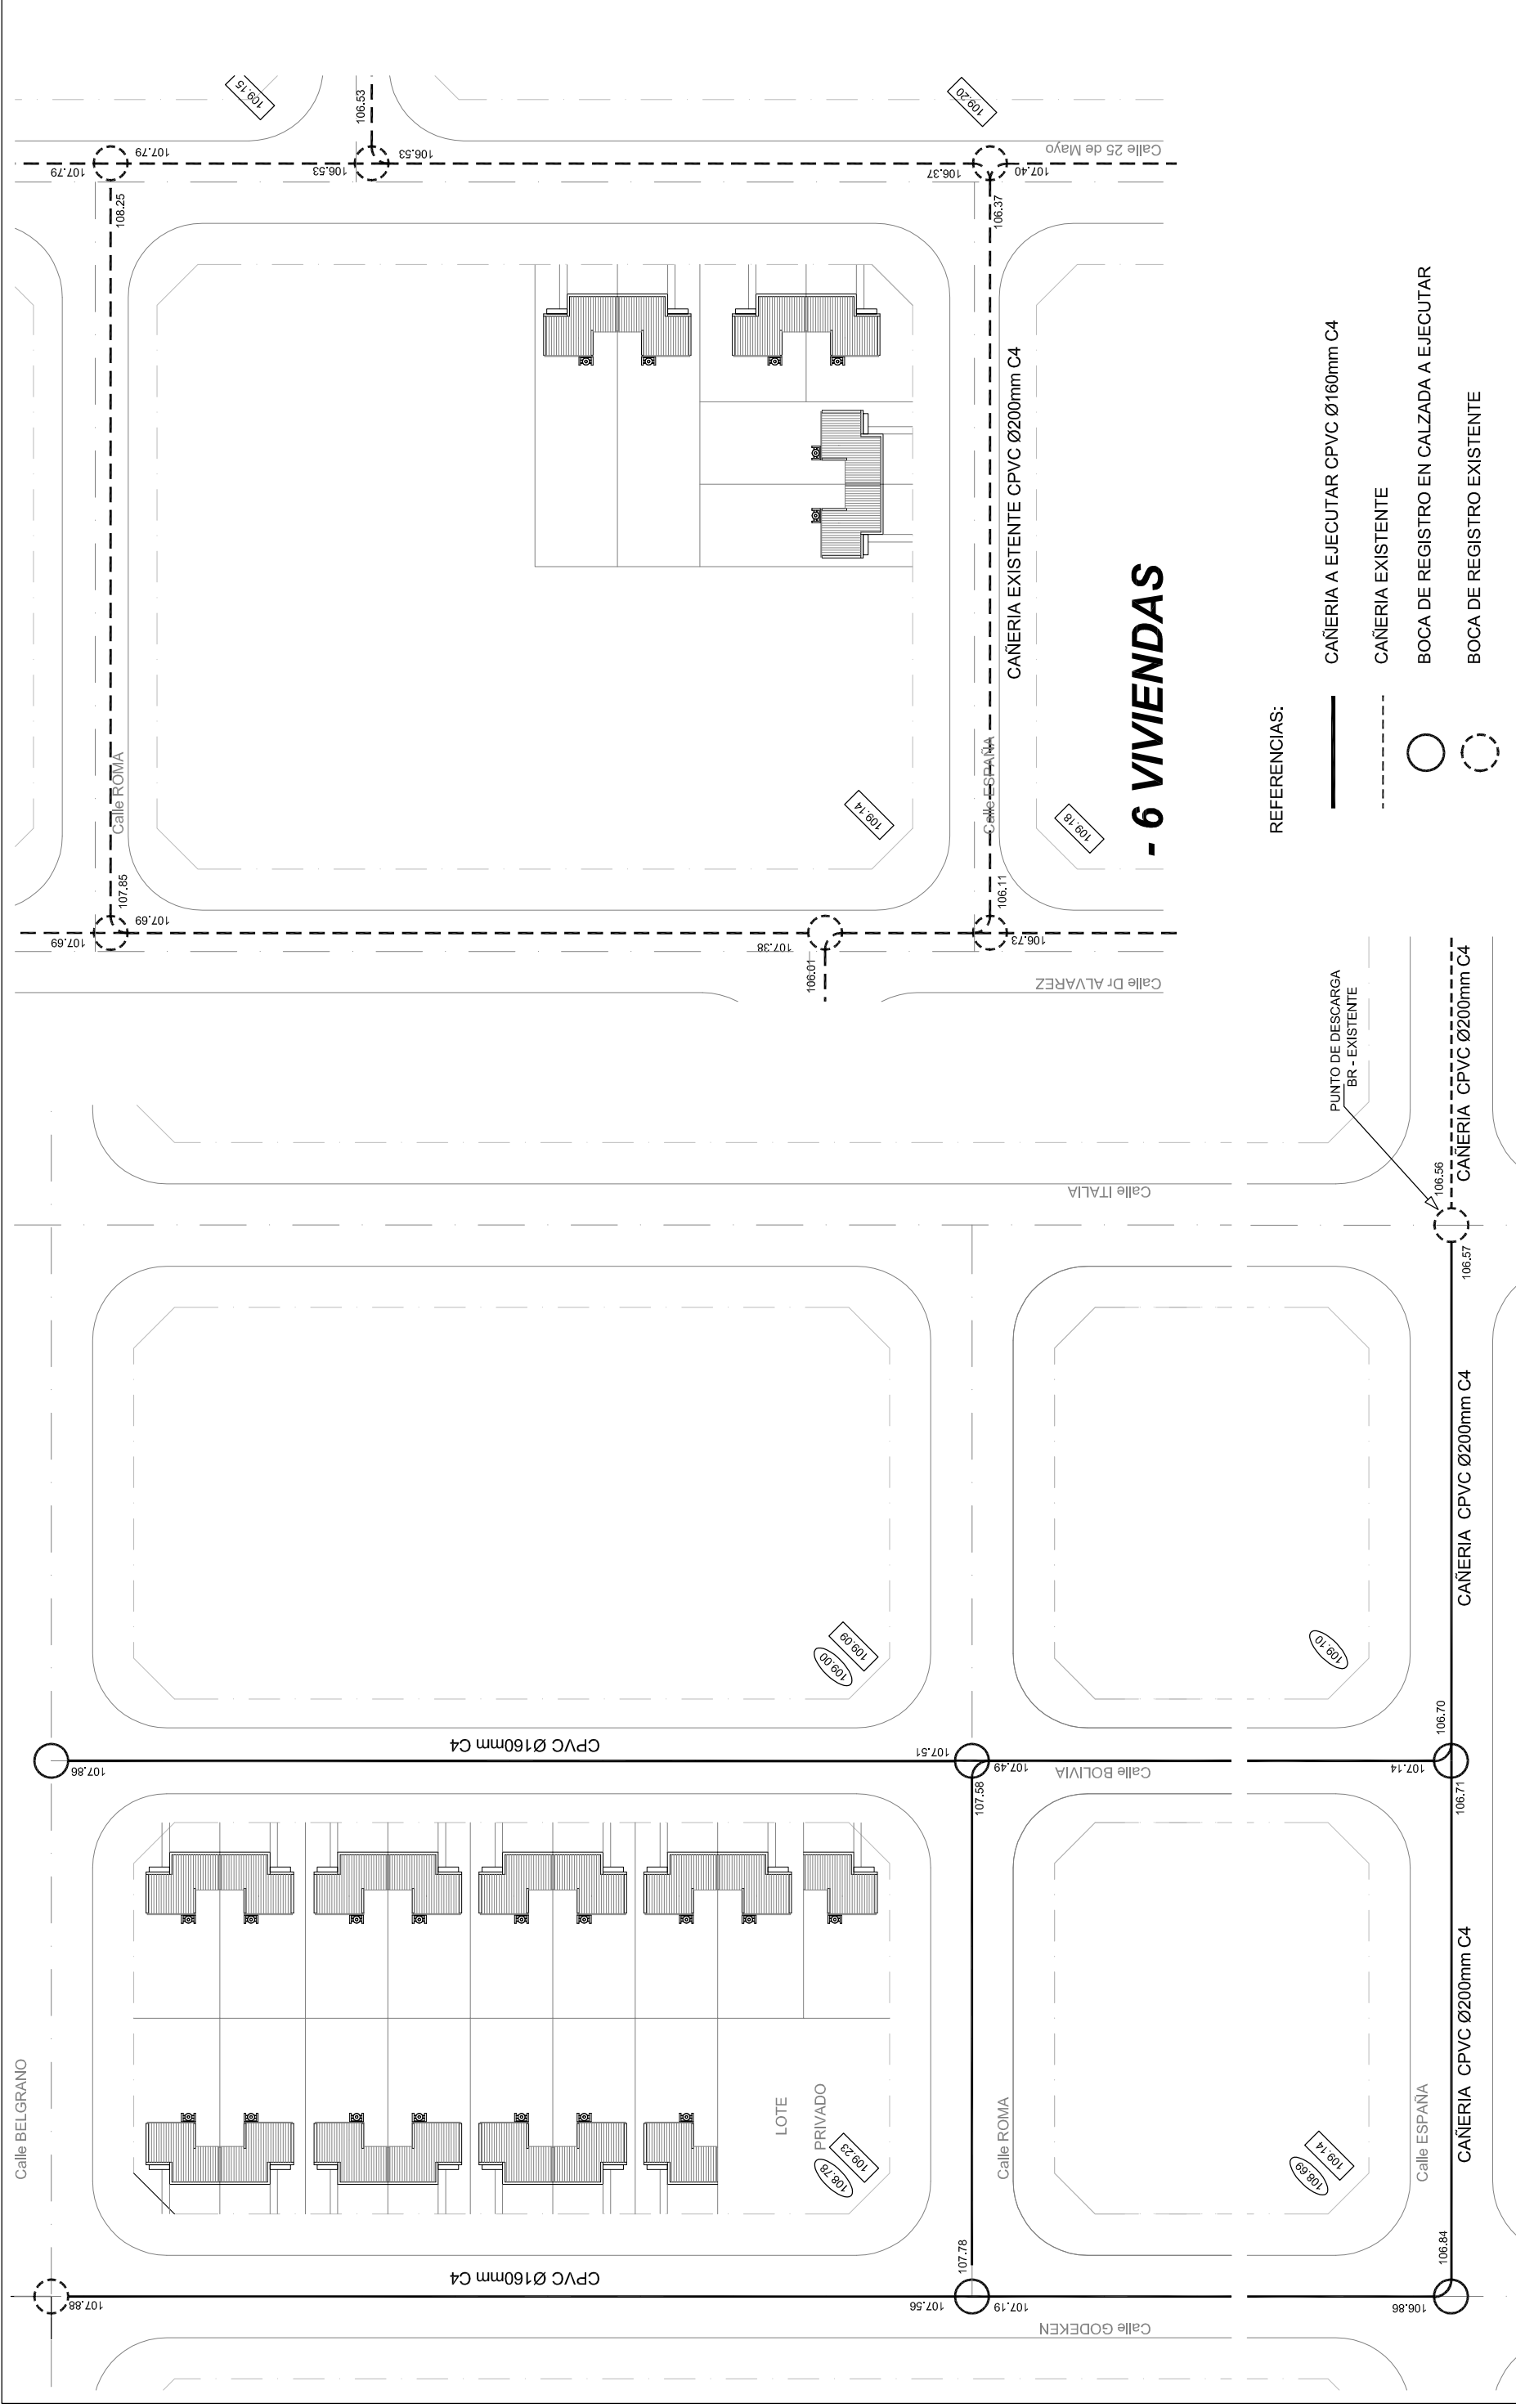 109.15
109.20
106.53
107.79
107.79
106.53
106.53
106.37
107.40
Calle 25 de Mayo
108.25
106.37
CAÑERIA EXISTENTE CPVC Ø200mm C4
Calle ROMA
Calle ESPAÑA
109.14
109.18
107.85
106.11
107.69
107.69
107.38
106.73
106.01
Calle Dr ALVAREZ
- 6 VIVIENDAS
REFERENCIAS:
CAÑERIA A EJECUTAR CPVC Ø160mm C4
CAÑERIA EXISTENTE
BOCA DE REGISTRO EN CALZADA A EJECUTAR
BOCA DE REGISTRO EXISTENTE
PUNTO DE DESCARGA
BR - EXISTENTE
CAÑERIA CPVC Ø200mm C4
106.56
Calle ITALIA
106.57
CAÑERIA CPVC Ø200mm C4
109.09
109.00
109.10
106.70
CPVC Ø160mm C4
107.51
107.86
107.49
Calle BOLIVIA
107.14
107.58
106.71
CAÑERIA CPVC Ø200mm C4
Calle BELGRANO
LOTE
PRIVADO
109.23
108.78
Calle ROMA
109.14
108.69
Calle ESPAÑA
107.78
106.84
CPVC Ø160mm C4
107.88
107.56
107.19
106.86
Calle GODEKEN